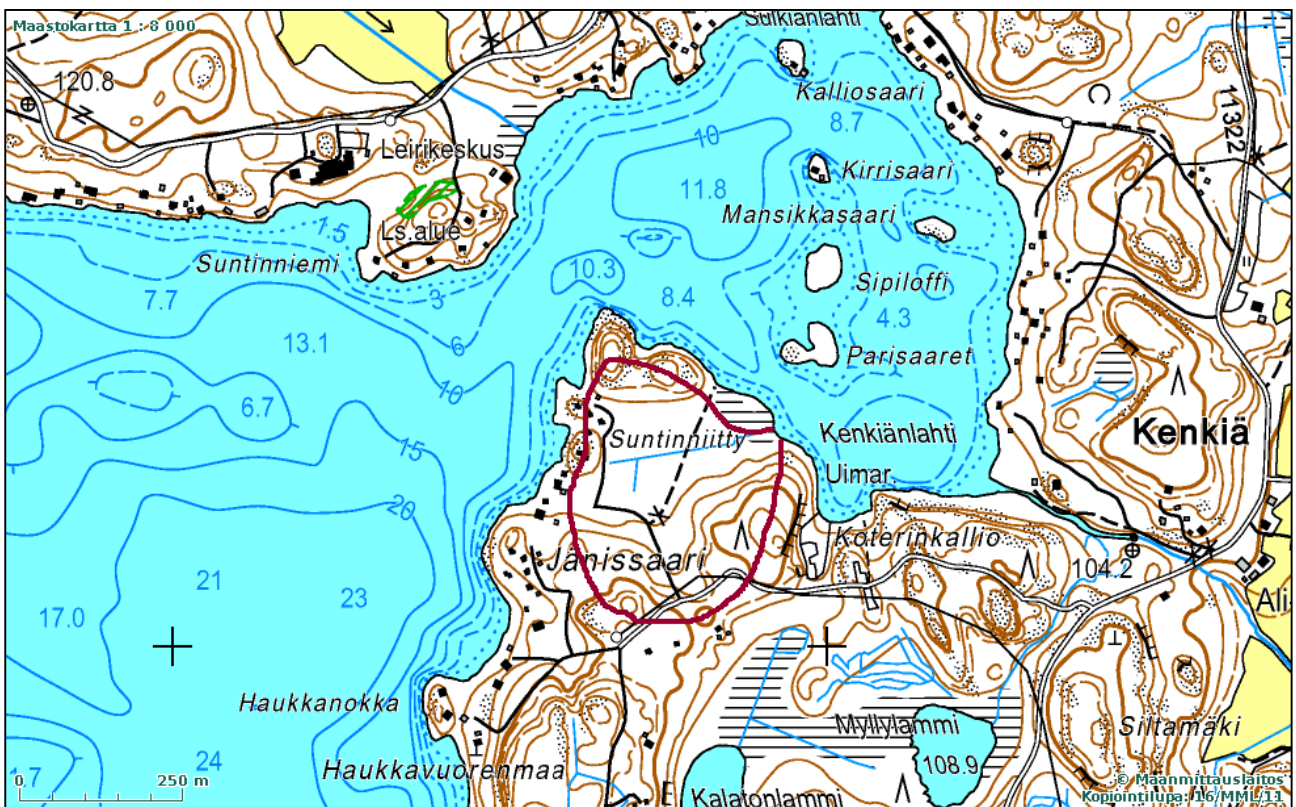 Sulkianlahti
Maastokartta 1 : 8 000
120.8
Kalliosaari
8.7
10
11322
Leirikeskus
11.8
Kirrisaari
Mansikkasaari
1.5
Ls.alue
Suntinniemi
10.3
Sipiloffi
7.7
3
8.4
4.3
13.1
6
Parisaaret
10
6.7
Suntinniitty
Kenkiänlahti
Kenkiä
15
Uimar.
20
Koterinkallio
Jänissaari
104.2
21
23
17.0
Ali
Haukkanokka
Myllylammi
Siltamäki
24
Haukkavuorenmaa
108.9
1.7
0 250 m
Kalatonlammi
© Maanmittauslaitos
Kopiointilupa: 16/MML/11